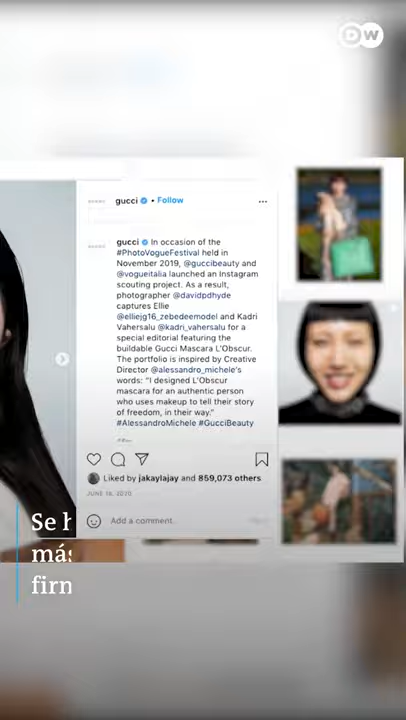 DW
gucci • Follow
gucci In occasion of the
#PhotoVogueFestival held in
November 2019, @guccibeauty and
@vogueitalia launched an Instagram
scouting project. As a result,
photographer @davidpdhyde
captures Ellie
@elliejg16_zebedeemodel and Kadri
Vahersalu @kadri_vahersalu for a
special editorial featuring the
buildable Gucci Mascara L'Obscur.
The portfolio is inspired by Creative
Director @alessandro_michele's
words: "I designed L'Obscur
mascara for an authentic person
who uses makeup to tell their story
of freedom, in their way."
#AlessandroMichele #GucciBeauty
Liked by jakaylajay and 859,073 others
Add a comment.
Se h
más
firm